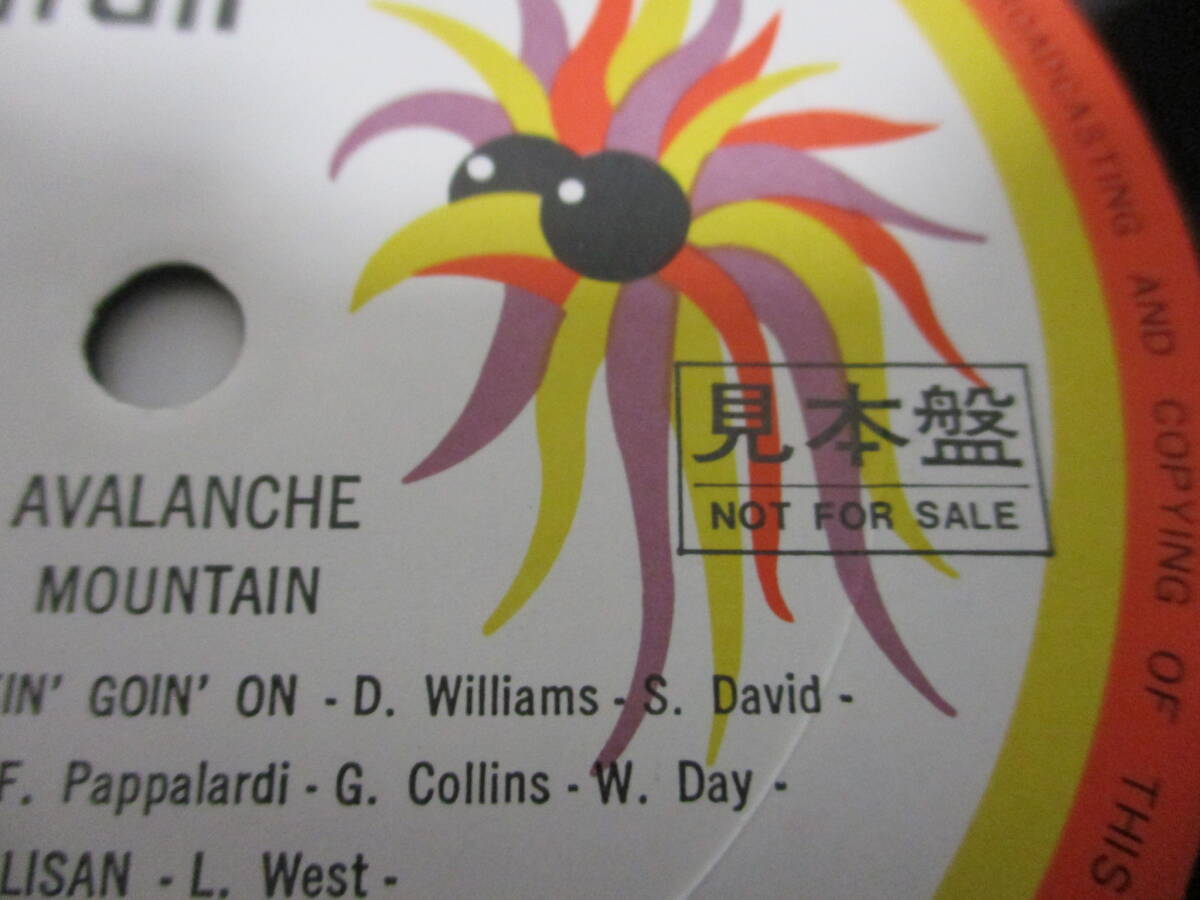 AVALANCHE
MOUNTAIN
IN' GOIN' ON - D. Williams - S. David -
F. Pappalardi - G. Collins - W. Day -
LISAN - L. West -
見本盤
NOT FOR SALE
BROADCASTING AND COPYING OF THIS